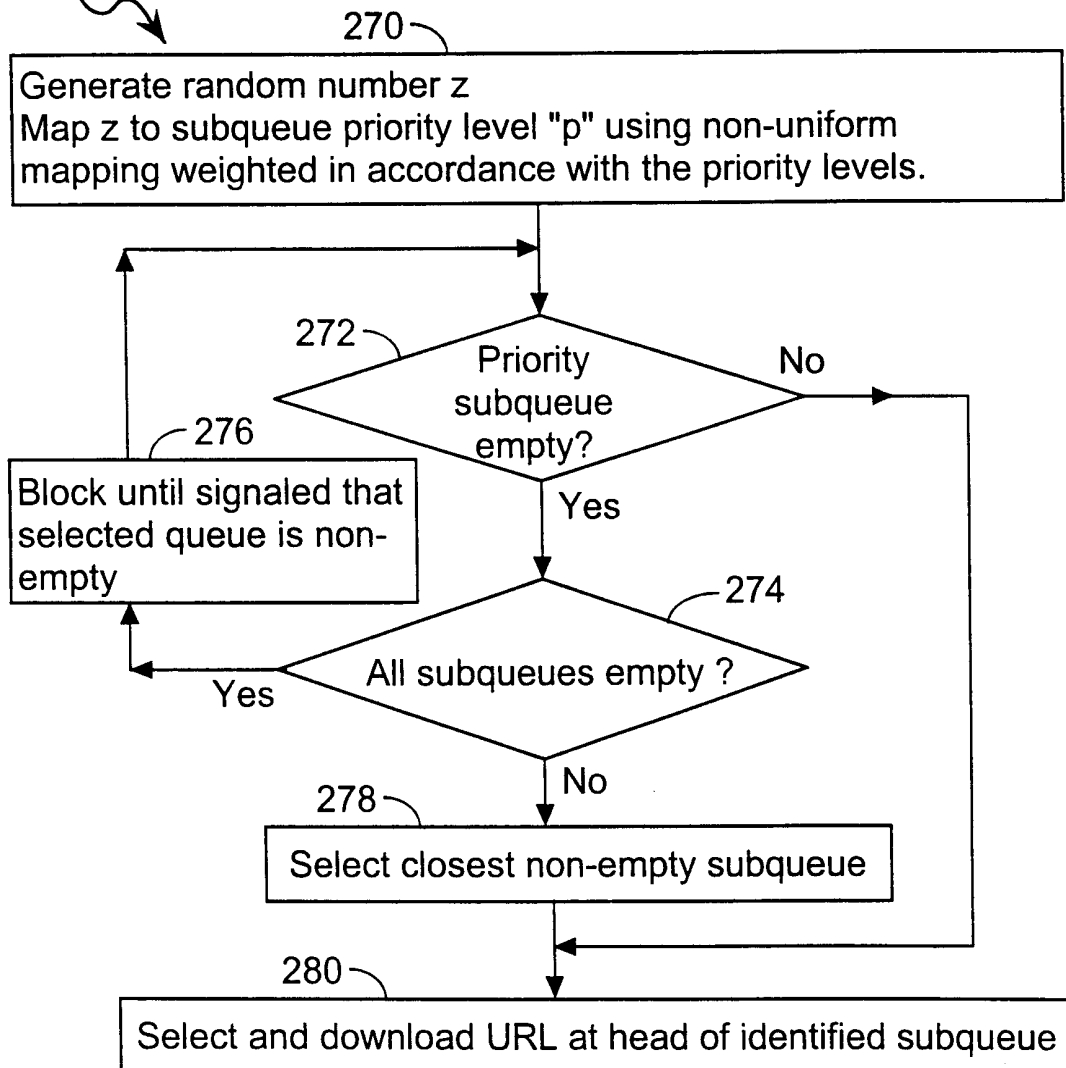 270
Generate random number z
Map z to subqueue priority level "p" using non-uniform
mapping weighted in accordance with the priority levels.
272
Priority
subqueue
empty?
No
Yes
276
Block until signaled that
selected queue is non-
empty
274
All subqueues empty ?
Yes
No
278
Select closest non-empty subqueue
280
Select and download URL at head of identified subqueue